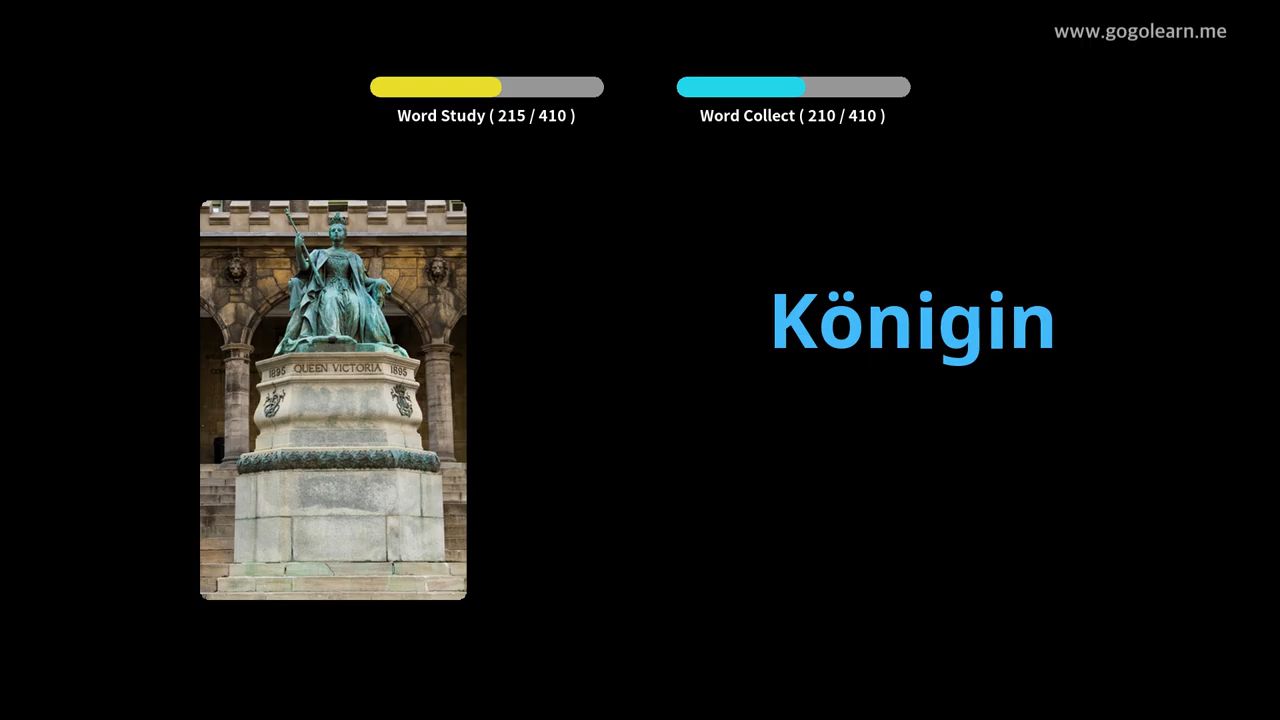 www.gogolearn.me
Word Study ( 215 / 410 )
Word Collect ( 210 / 410 )
Königin
1895 QUEEN VICTORIA 1895